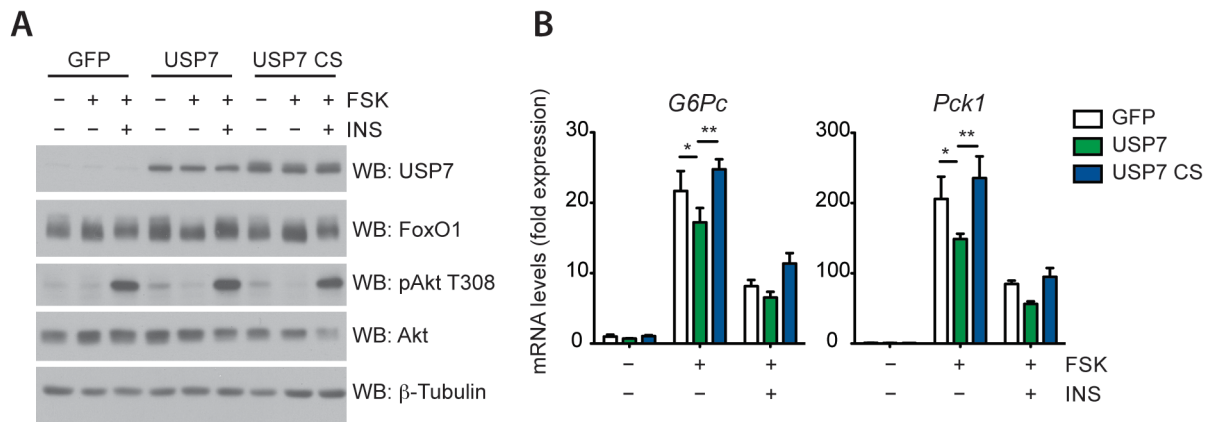 A
GFP USP7 USP7 CS
– + + – + + – + + FSK
– – + – – + – – + INS
WB: USP7
WB: FoxO1
WB: pAkt T308
WB: Akt
WB: β-Tubulin
B
mRNA levels (fold expression)
G6Pc
30
20
10
0
* **
– + + 
– – +
Pck1
300
200
100
0
* **
– + + FSK
– – + INS
GFP
USP7
USP7 CS